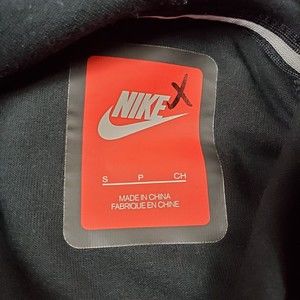 NIKE X
S P CH
MADE IN CHINA
FABRIQUE EN CHINE